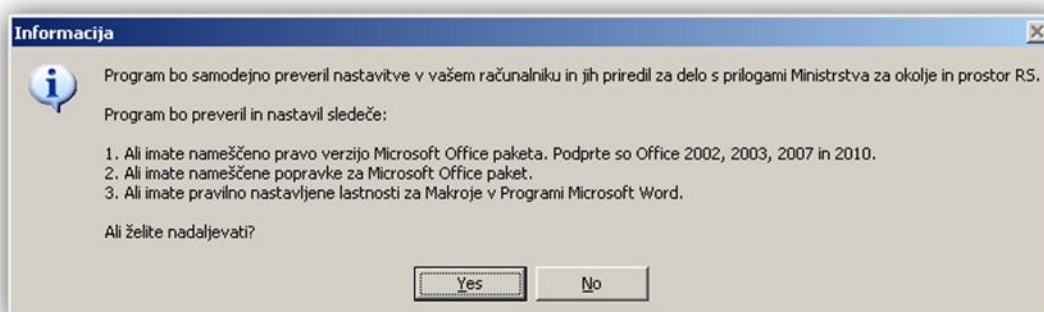 Informacija
Program bo samodejno preveril nastavitve v vašem računalniku in jih priredil za delo s prilogami Ministrstva za okolje in prostor RS.
Program bo preveril in nastavil sledeče:
1. Ali imate nameščeno pravo verzijo Microsoft Office paketa. Podprte so Office 2002, 2003, 2007 in 2010.
2. Ali imate nameščene popravke za Microsoft Office paket.
3. Ali imate pravilno nastavljene lastnosti za Makroje v Programi Microsoft Word.
Ali želite nadaljevati?
Yes No